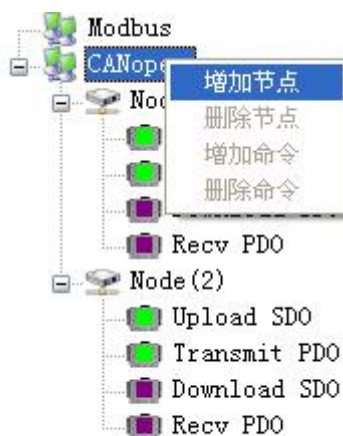 Modbus
CANope
增加节点
删除节点
增加命令
删除命令
Recv PDO
Node(2)
Upload SDO
Transmit PDO
Download SDO
Recv PDO